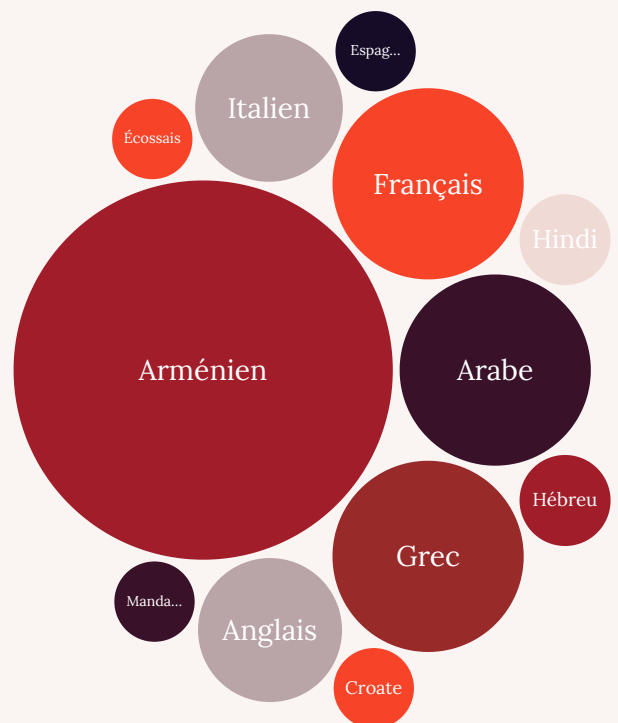 Espag...
Italien
Écossais
Français
Hindi
Arménien
Arabe
Hébreu
Grec
Manda...
Anglais
Croate